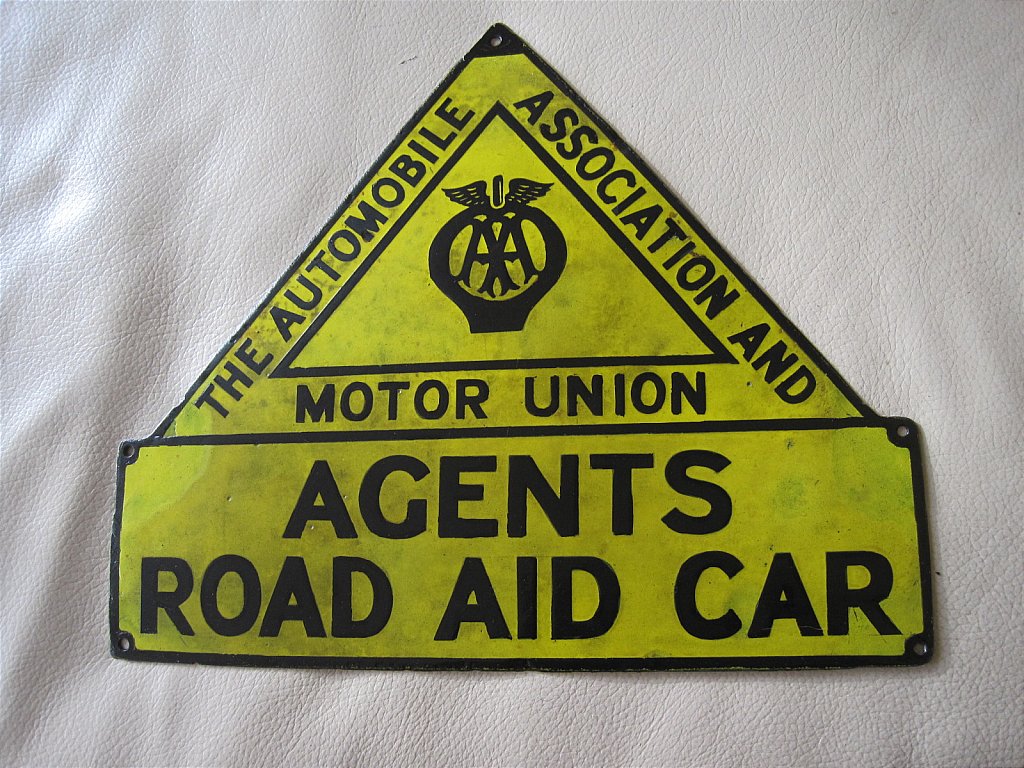 THE AUTOMOBILE
ASSOCIATION AND
AA
MOTOR UNION
AGENTS
ROAD AID CAR